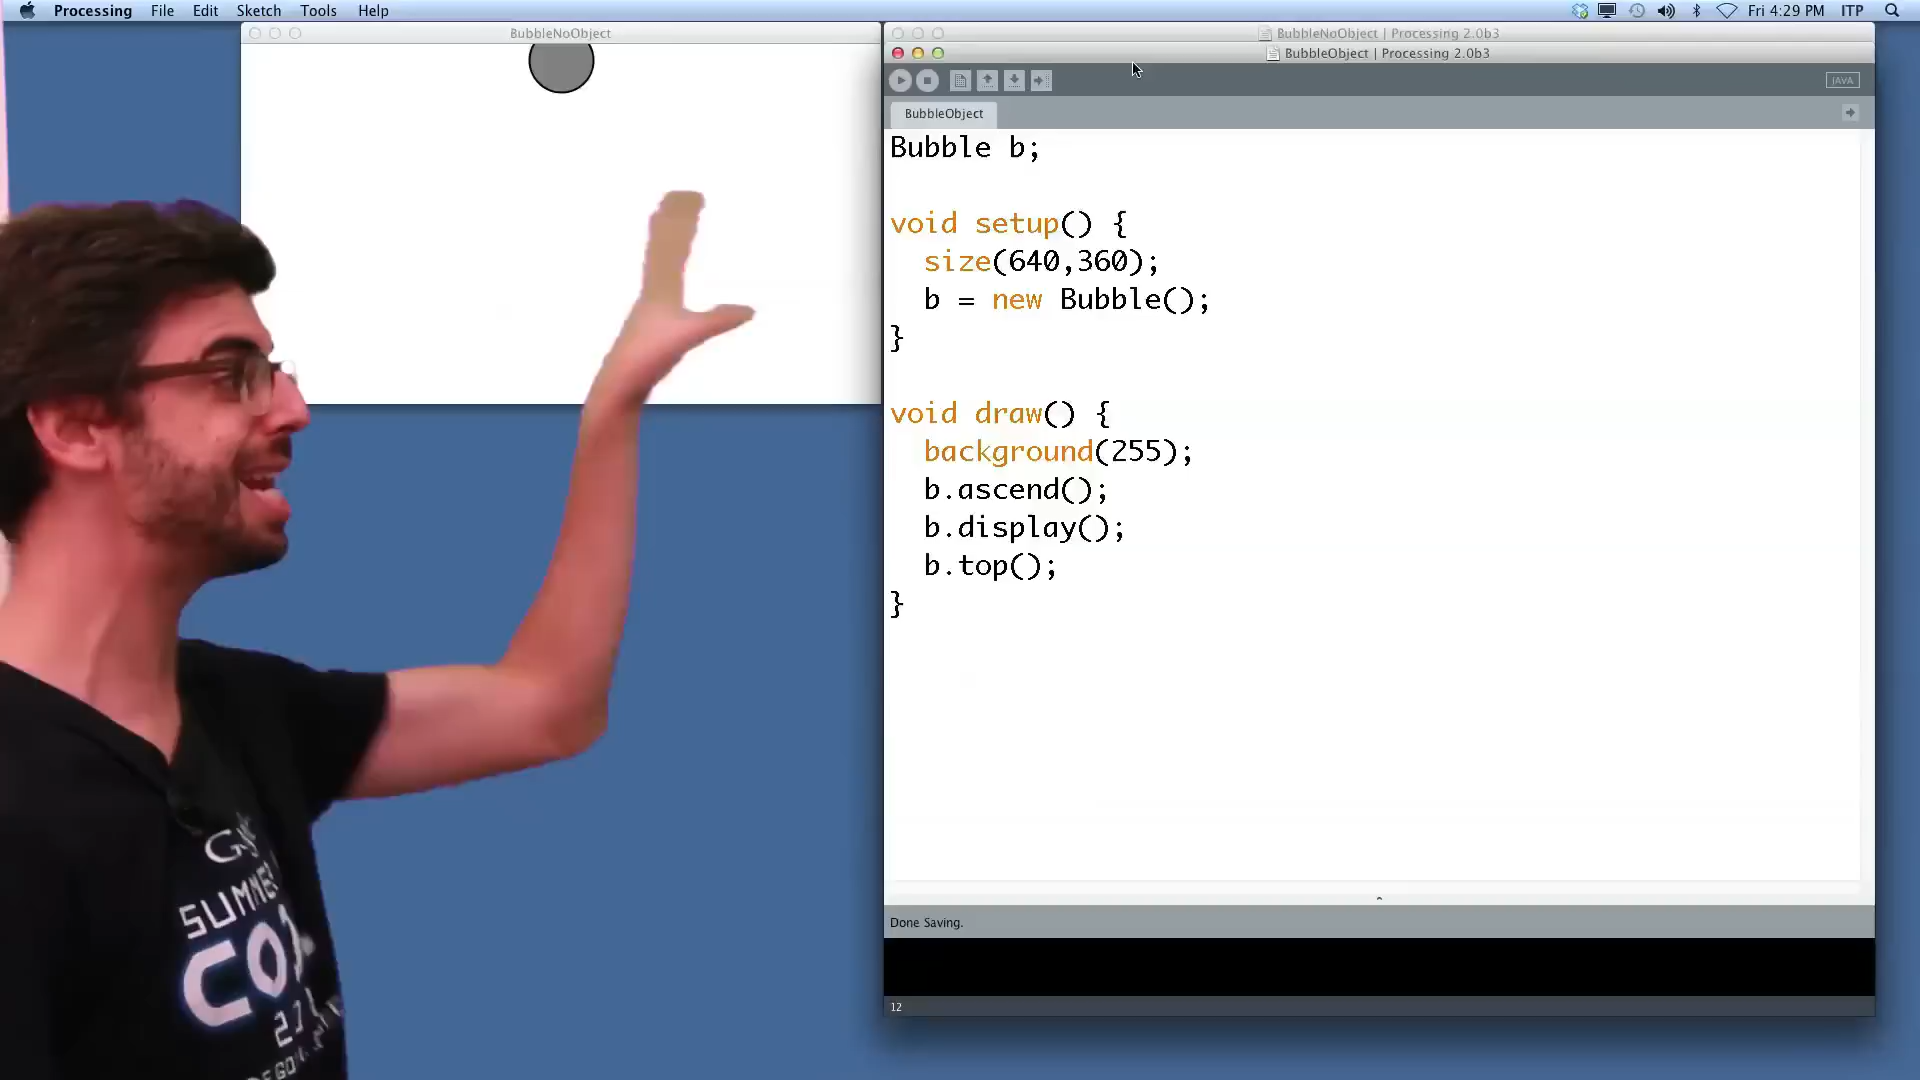 Processing File Edit Sketch Tools Help
Fri 4:29 PM ITP
BubbleNoObject
BubbleNoObject | Processing 2.0b3
BubbleObject | Processing 2.0b3
JAVA
BubbleObject
Bubble b;
void setup() {
size(640,360);
b = new Bubble();
}
void draw() {
background(255);
b.ascend();
b.display();
b.top();
}
Done Saving.
12
SUMME
CO